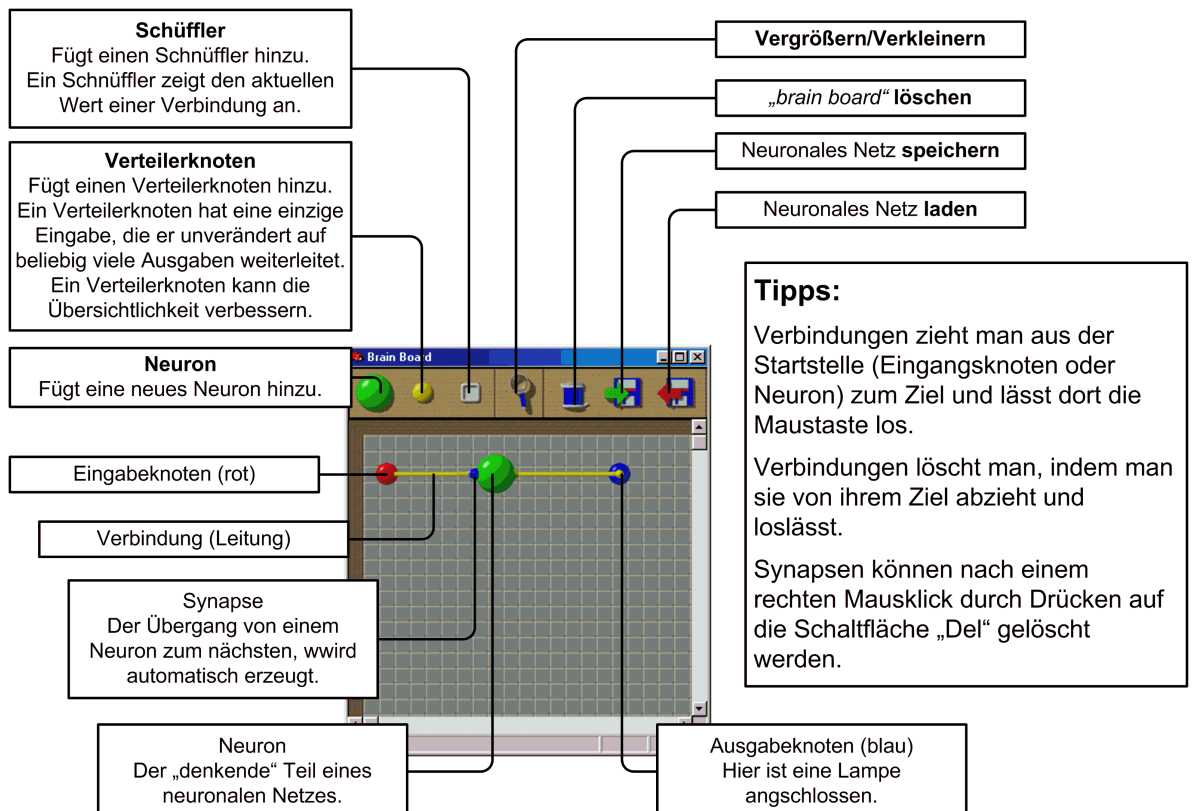 Schüffler
Fügt einen Schnüffler hinzu.
Ein Schnüffler zeigt den aktuellen
Wert einer Verbindung an.
Verteilerknoten
Fügt einen Verteilerknoten hinzu.
Ein Verteilerknoten hat eine einzige
Eingabe, die er unverändert auf
beliebig viele Ausgaben weiterleitet.
Ein Verteilerknoten kann die
Übersichtlichkeit verbessern.
Neuron
Fügt eine neues Neuron hinzu.
Eingabeknoten (rot)
Verbindung (Leitung)
Synapse
Der Übergang von einem
Neuron zum nächsten, wwird
automatisch erzeugt.
Neuron
Der „denkende“ Teil eines
neuronalen Netzes.
Brain Board
Vergrößern/Verkleinern
„brain board“ löschen
Neuronales Netz speichern
Neuronales Netz laden
Tipps:
Verbindungen zieht man aus der
Startstelle (Eingangsknoten oder
Neuron) zum Ziel und lässt dort die
Maustaste los.
Verbindungen löscht man, indem man
sie von ihrem Ziel abzieht und
loslässt.
Synapsen können nach einem
rechten Mausklick durch Drücken auf
die Schaltfläche „Del“ gelöscht
werden.
Ausgabeknoten (blau)
Hier ist eine Lampe
angschlossen.